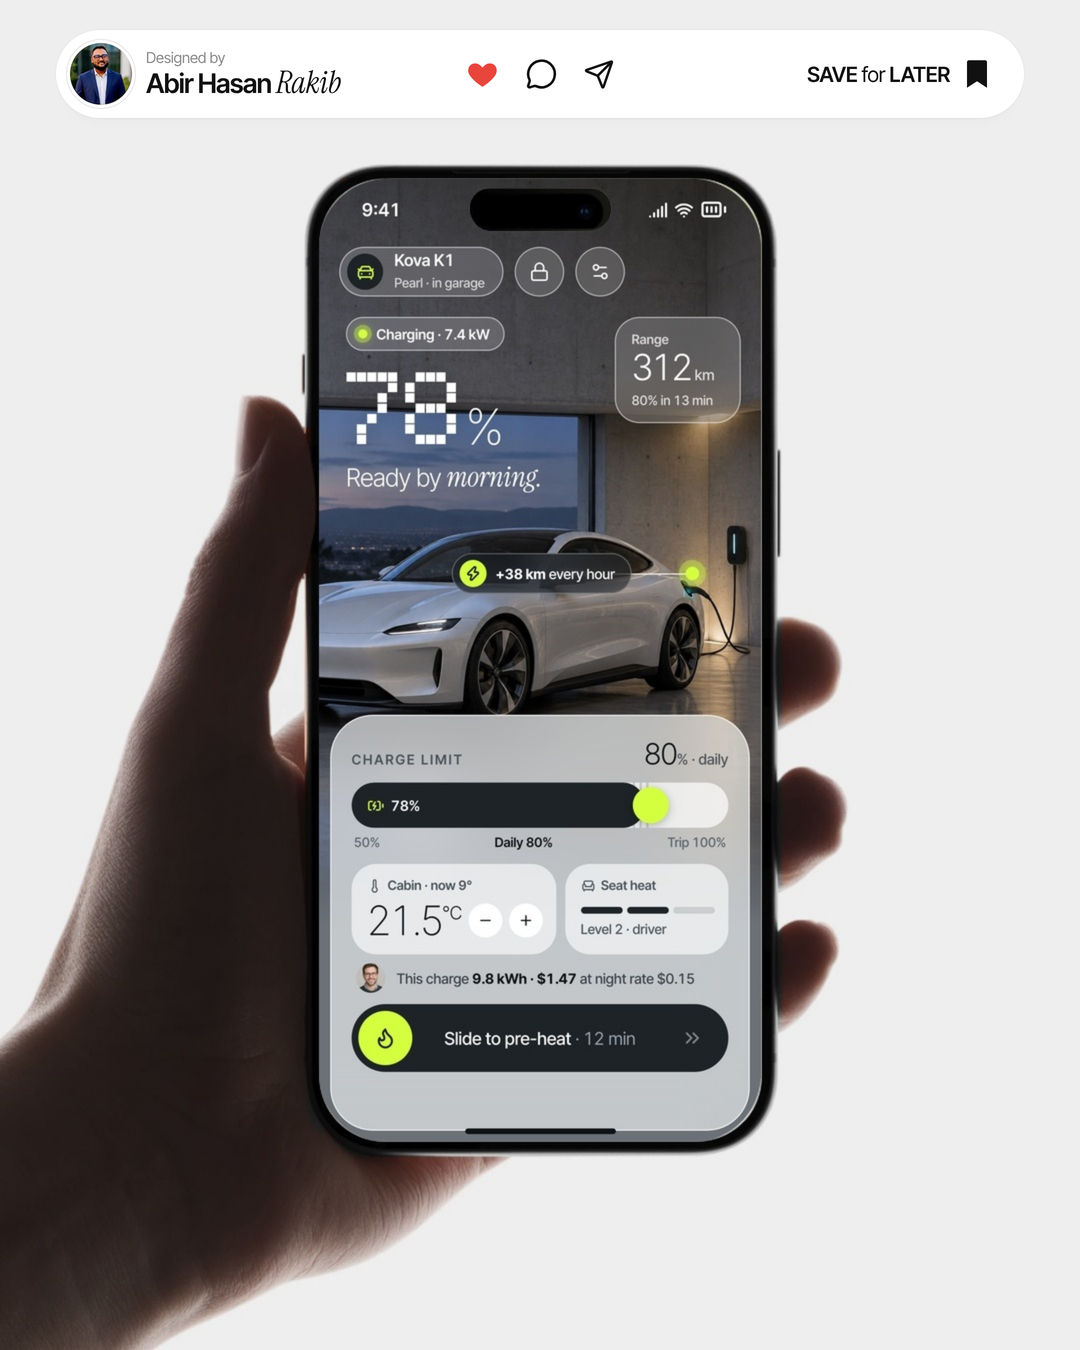 Designed by
Abir Hasan Rakib
SAVE for LATER
9:41
Kova K1
Pearl · in garage
Charging · 7.4 kW
Range
312 km
80% in 13 min
78%
Ready by morning.
+38 km every hour
CHARGE LIMIT
80% · daily
78%
50%
Daily 80%
Trip 100%
Cabin · now 9°
21.5°C
− +
Seat heat
Level 2 · driver
This charge 9.8 kWh · $1.47 at night rate $0.15
Slide to pre-heat · 12 min